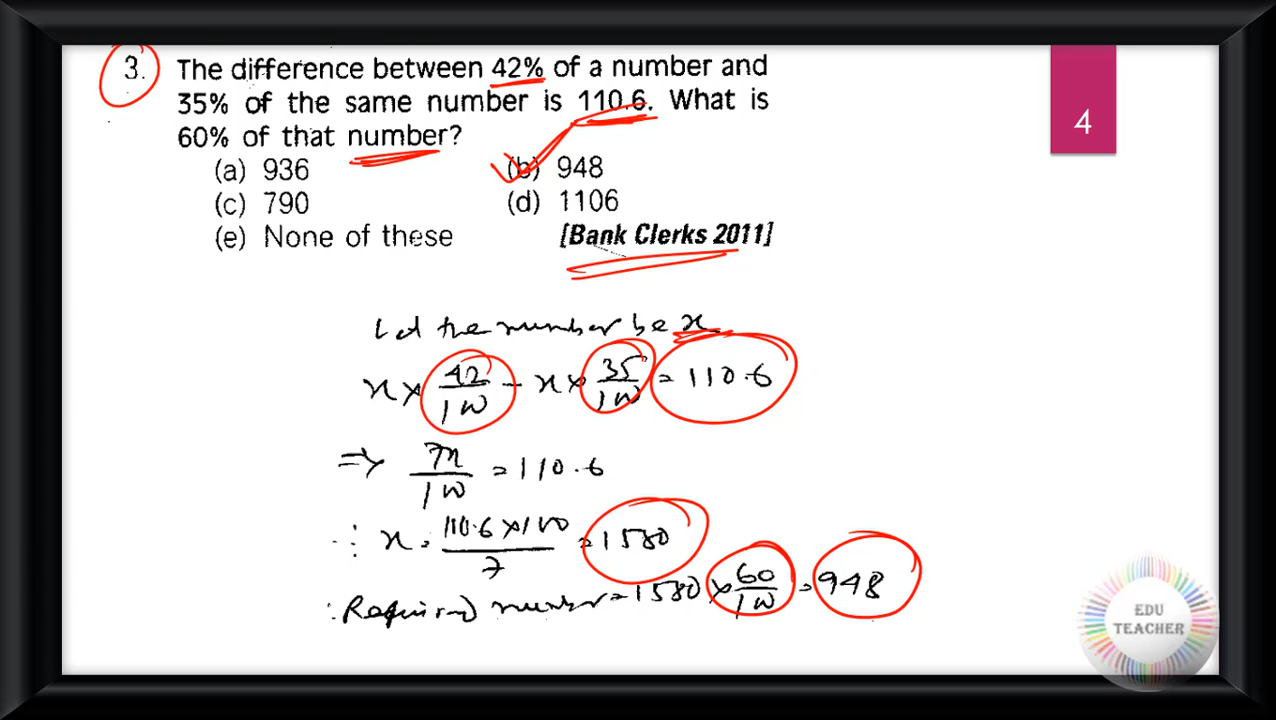 3. The difference between 42% of a number and
35% of the same number is 110.6. What is
60% of that number?
(a) 936 (b) 948
(c) 790 (d) 1106
(e) None of these [Bank Clerks 2011]
4
Let the number be x
x × 42/100 - x × 35/100 = 110.6
⇒ 7x/100 = 110.6
∴ x = 110.6 × 100/7 = 1580
∴ Required number = 1580 × 60/100 = 948
EDU
TEACHER